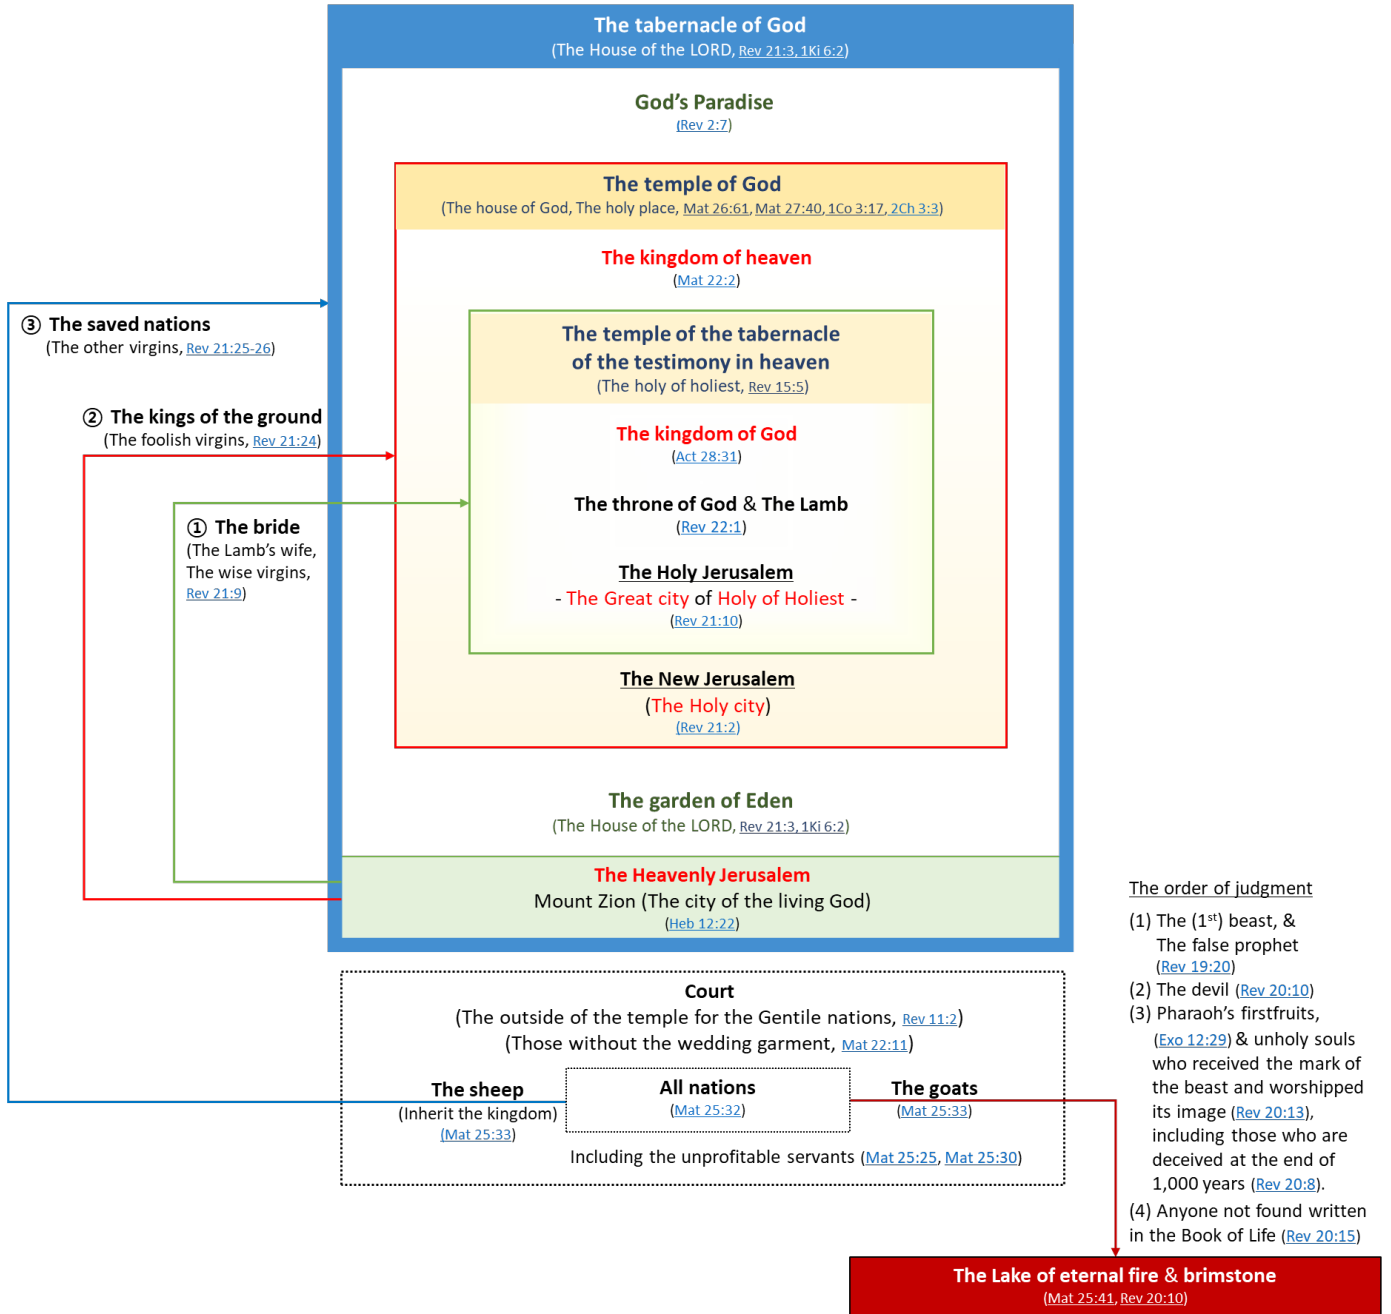 The tabernacle of God
(The House of the LORD, Rev 21:3, 1Ki 6:2)
God's Paradise
(Rev 2:7)
The temple of God
(The house of God, The holy place, Mat 26:61, Mat 27:40, 1Co 3:17, 2Ch 3:3)
The kingdom of heaven
(Mat 22:2)
The temple of the tabernacle
of the testimony in heaven
(The holy of holiest, Rev 15:5)
The kingdom of God
(Act 28:31)
The throne of God & The Lamb
(Rev 22:1)
The Holy Jerusalem
- The Great city of Holy of Holiest -
(Rev 21:10)
The New Jerusalem
(The Holy city)
(Rev 21:2)
The garden of Eden
(The House of the LORD, Rev 21:3, 1Ki 6:2)
The Heavenly Jerusalem
Mount Zion (The city of the living God)
(Heb 12:22)
③ The saved nations
(The other virgins, Rev 21:25-26)
② The kings of the ground
(The foolish virgins, Rev 21:24)
① The bride
(The Lamb's wife,
The wise virgins,
Rev 21:9)
Court
(The outside of the temple for the Gentile nations, Rev 11:2)
(Those without the wedding garment, Mat 22:11)
The sheep
(Inherit the kingdom)
(Mat 25:33)
All nations
(Mat 25:32)
The goats
(Mat 25:33)
Including the unprofitable servants (Mat 25:25, Mat 25:30)
The order of judgment
(1) The (1st) beast, &
The false prophet
(Rev 19:20)
(2) The devil (Rev 20:10)
(3) Pharaoh's firstfruits,
(Exo 12:29) & unholy souls
who received the mark of
the beast and worshipped
its image (Rev 20:13),
including those who are
deceived at the end of
1,000 years (Rev 20:8).
(4) Anyone not found written
in the Book of Life (Rev 20:15)
The Lake of eternal fire & brimstone
(Mat 25:41, Rev 20:10)